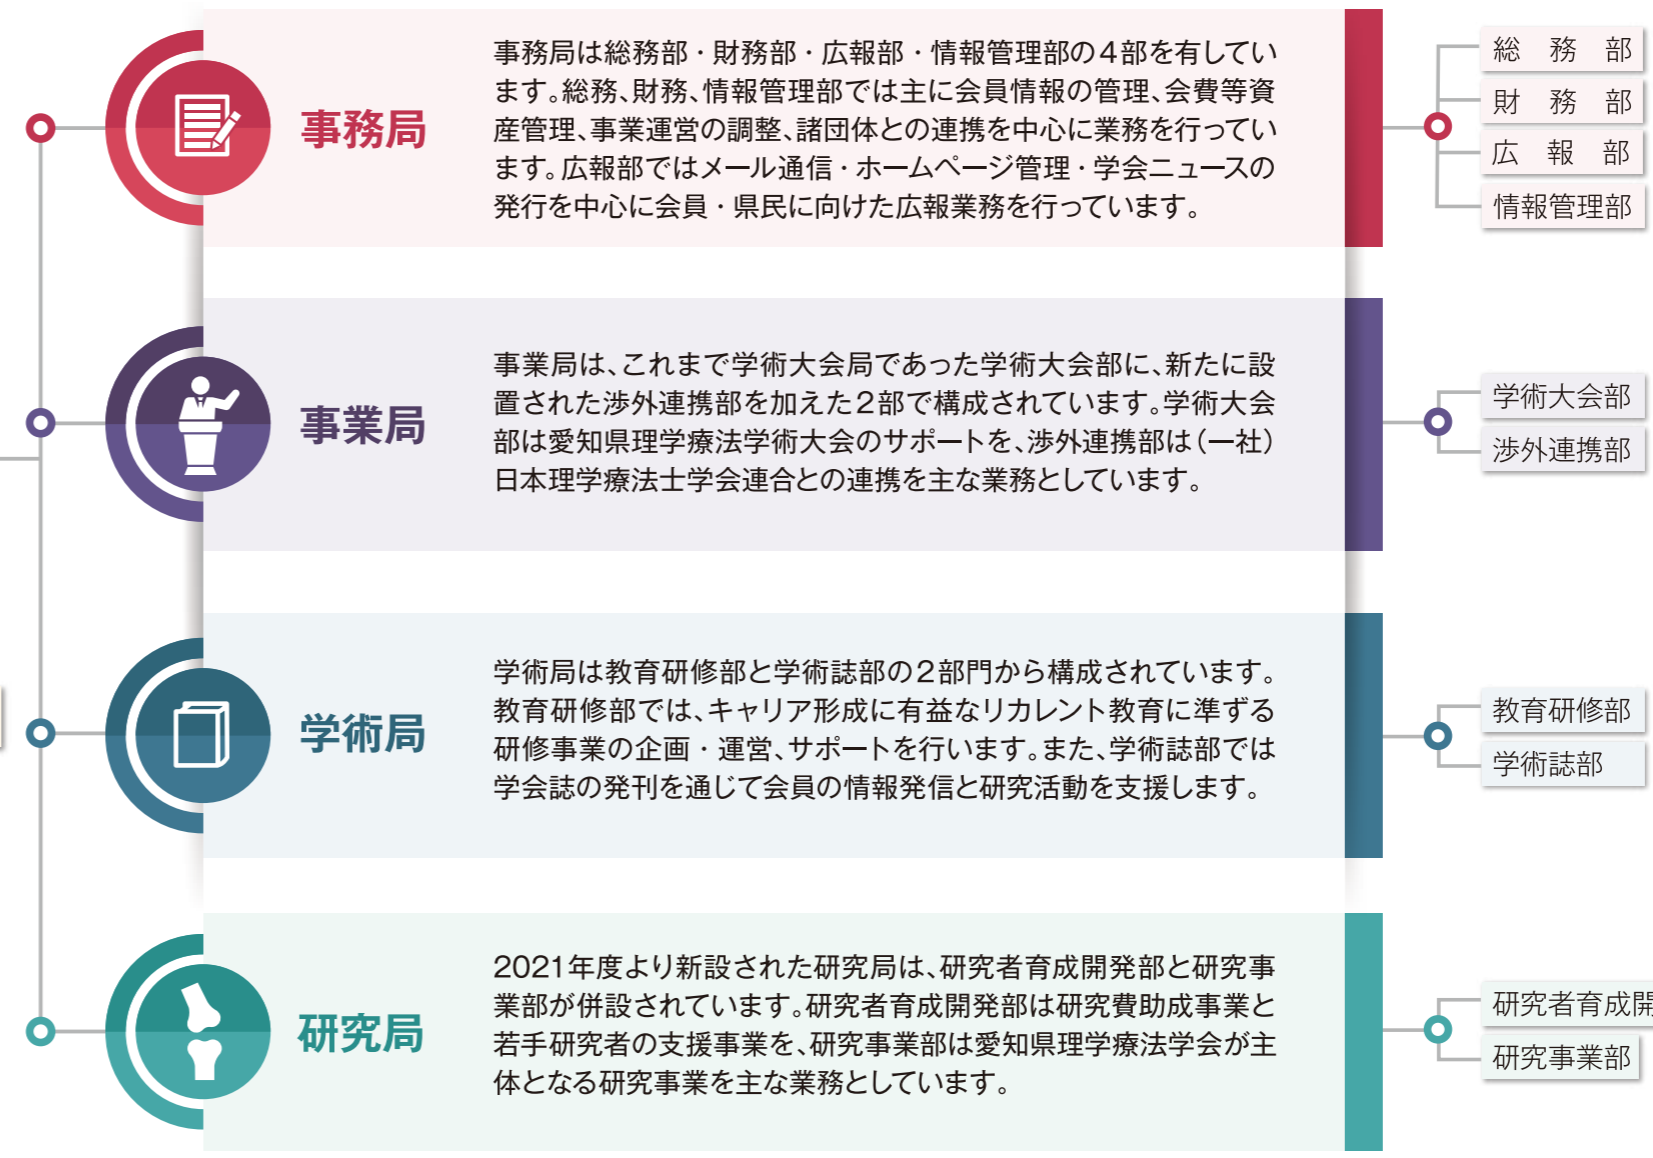 事務局
事務局は総務部・財務部・広報部・情報管理部の4部を有してい
ます。総務、財務、情報管理部では主に会員情報の管理、会費等資
産管理、事業運営の調整、諸団体との連携を中心に業務を行ってい
ます。広報部ではメール通信・ホームページ管理・学会ニュースの
発行を中心に会員・県民に向けた広報業務を行っています。
総務部
財務部
広報部
情報管理部
事業局
事業局は、これまで学術大会局であった学術大会部に、新たに設
置された渉外連携部を加えた2部で構成されています。学術大会
部は愛知県理学療法学術大会のサポートを、渉外連携部は(一社)
日本理学療法士学会連合との連携を主な業務としています。
学術大会部
渉外連携部
学術局
学術局は教育研修部と学術誌部の2部門から構成されています。
教育研修部では、キャリア形成に有益なリカレント教育に準ずる
研修事業の企画・運営、サポートを行います。また、学術誌部では
学会誌の発刊を通じて会員の情報発信と研究活動を支援します。
教育研修部
学術誌部
研究局
2021年度より新設された研究局は、研究者育成開発部と研究事
業部が併設されています。研究者育成開発部は研究費助成事業と
若手研究者の支援事業を、研究事業部は愛知県理学療法学会が主
体となる研究事業を主な業務としています。
研究者育成開
研究事業部